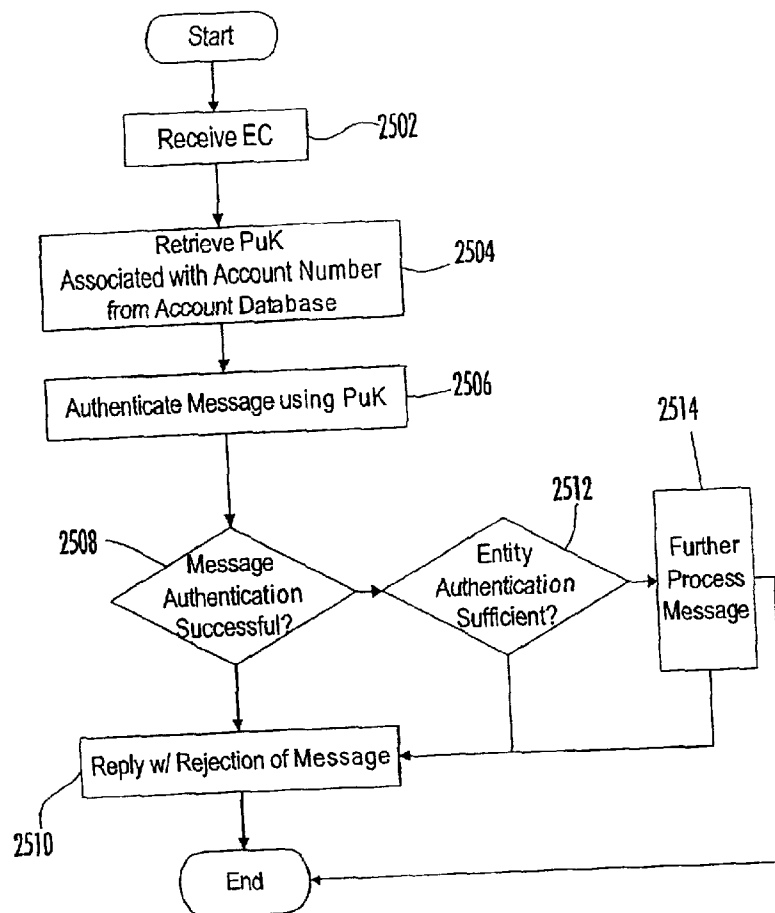 Start
Receive EC
2502
Retrieve PuK
Associated with Account Number
from Account Database
2504
Authenticate Message using PuK
2506
2514
2512
2508
Message
Authentication
Successful?
Entity
Authentication
Sufficient?
Further
Process
Message
Reply w/ Rejection of Message
2510
End